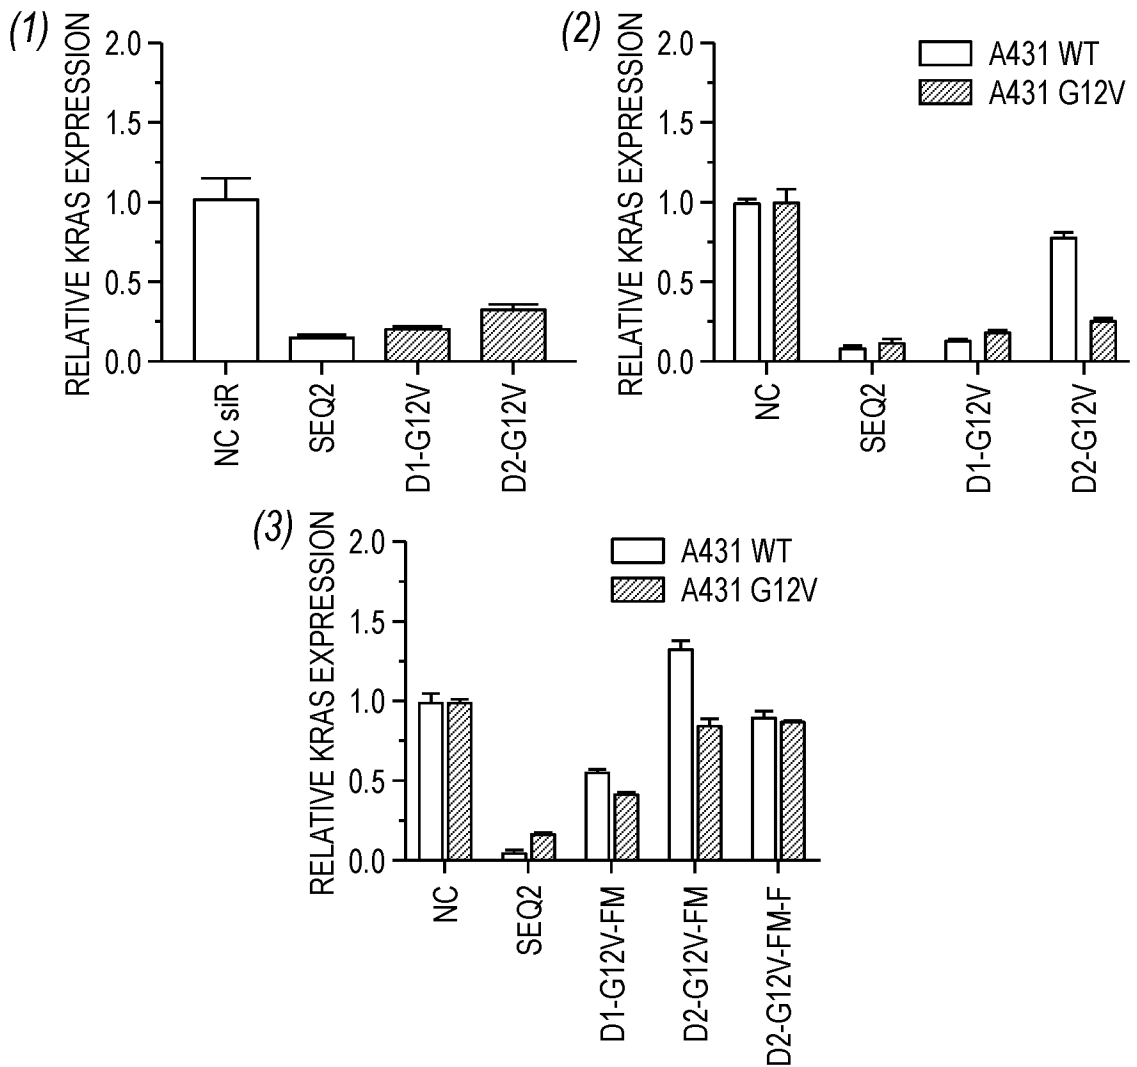 (1)
RELATIVE KRAS EXPRESSION
2.0
1.5
1.0
0.5
0.0
NC siR
SEQ2
D1-G12V
D2-G12V
(2)
RELATIVE KRAS EXPRESSION
2.0
1.5
1.0
0.5
0.0
A431 WT
A431 G12V
NC
SEQ2
D1-G12V
D2-G12V
(3)
RELATIVE KRAS EXPRESSION
2.0
1.5
1.0
0.5
0.0
A431 WT
A431 G12V
NC
SEQ2
D1-G12V-FM
D2-G12V-FM
D2-G12V-FM-F